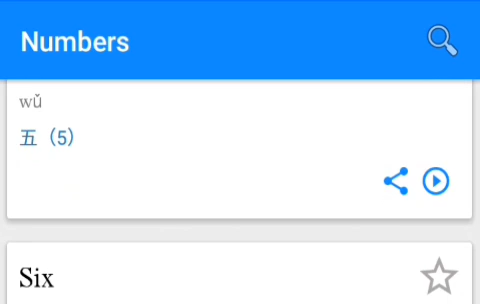 Numbers
wǔ
五（5）
Six